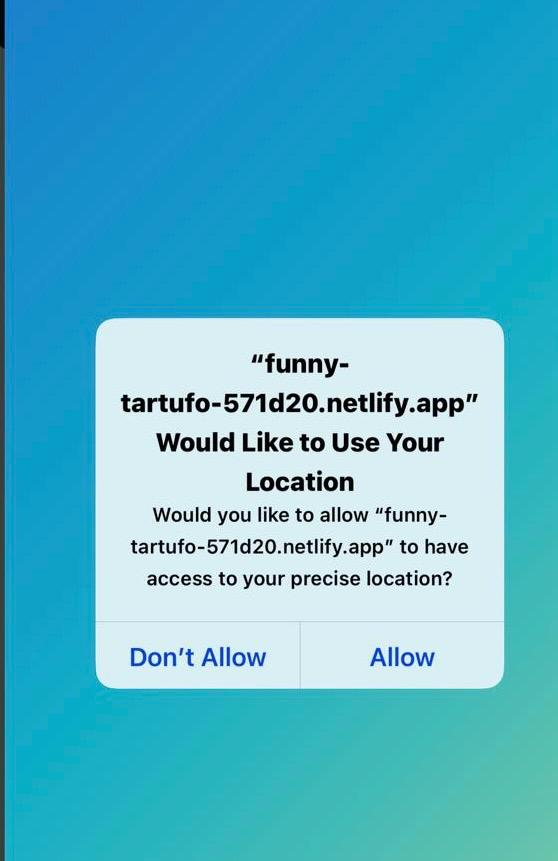 “funny-
tartufo-571d20.netlify.app”
Would Like to Use Your
Location
Would you like to allow “funny-
tartufo-571d20.netlify.app” to have
access to your precise location?
Don’t Allow
Allow